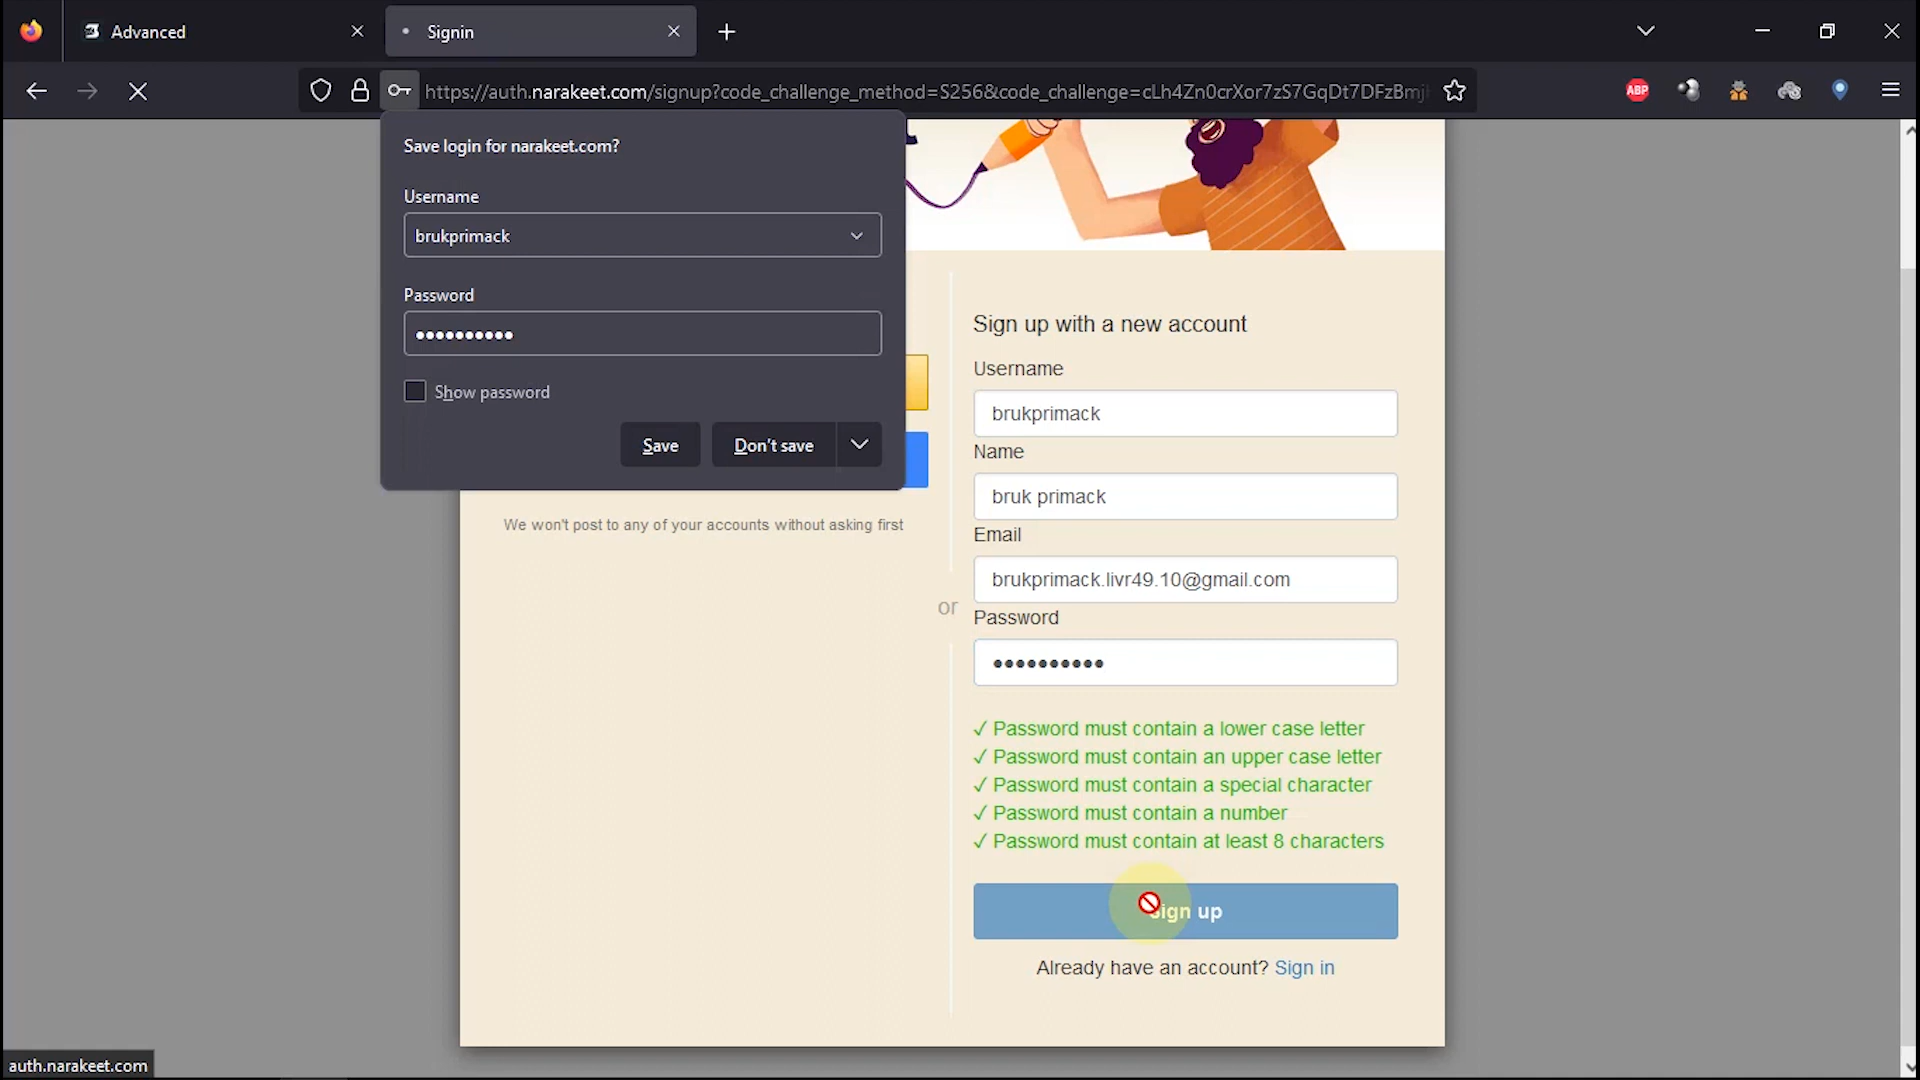 Advanced
Signin
https://auth.narakeet.com/signup?code_challenge_method=S256&code_challenge=cLh4Zn0crXor7zS7GqDt7DFzBmj
ABP
Save login for narakeet.com?
Username
brukprimack
Password
••••••••••
Show password
Save
Don't save
We won't post to any of your accounts without asking first
or
Sign up with a new account
Username
brukprimack
Name
bruk primack
Email
brukprimack.livr49.10@gmail.com
Password
••••••••••
✓ Password must contain a lower case letter
✓ Password must contain an upper case letter
✓ Password must contain a special character
✓ Password must contain a number
✓ Password must contain at least 8 characters
Sign up
Already have an account? Sign in
auth.narakeet.com